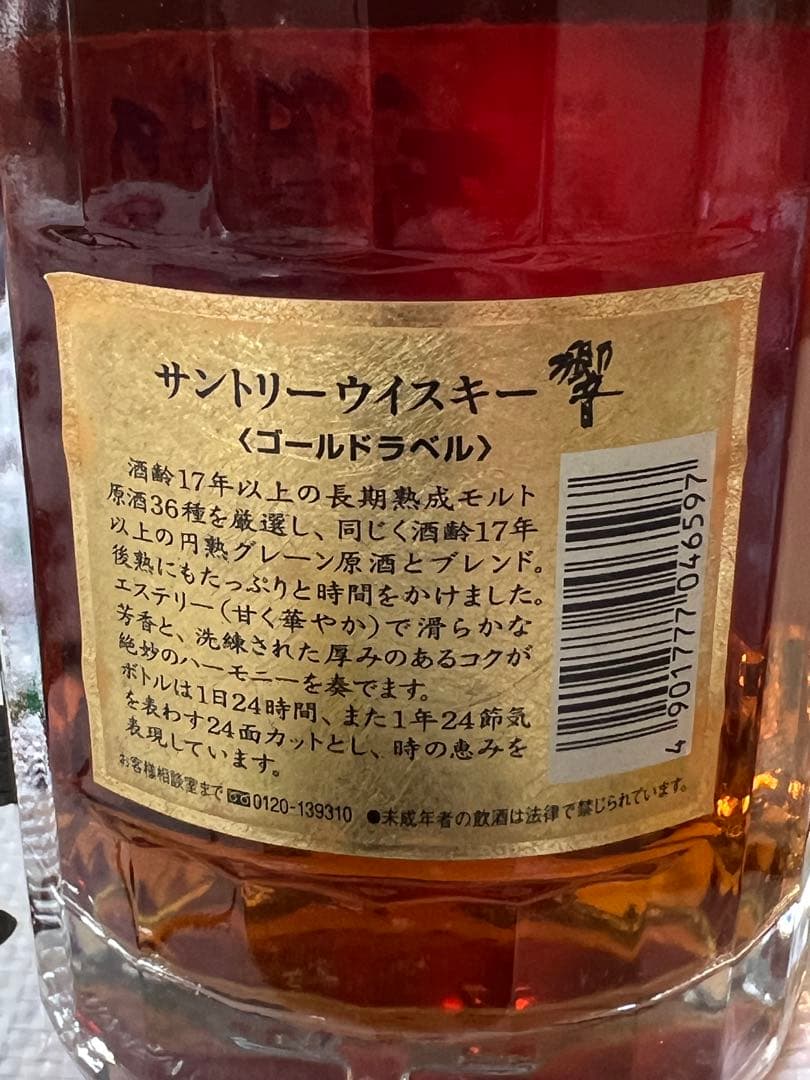 サントリーウイスキー響
〈ゴールドラベル〉
酒齢17年以上の長期熟成モルト
原酒36種を厳選し、同じく酒齢17年
以上の円熟グレーン原酒とブレンド。
後熟にもたっぷりと時間をかけました。
エステリー(甘く華やか)で滑らかな
芳香と、洗練された厚みのあるコクが
絶妙のハーモニーを奏でます。
ボトルは1日24時間、また1年24節気
を表わす24面カットとし、時の恵みを
表現しています。
お客様相談室まで 0120-139310 ●未成年者の飲酒は法律で禁じられています。
4 901777 046597